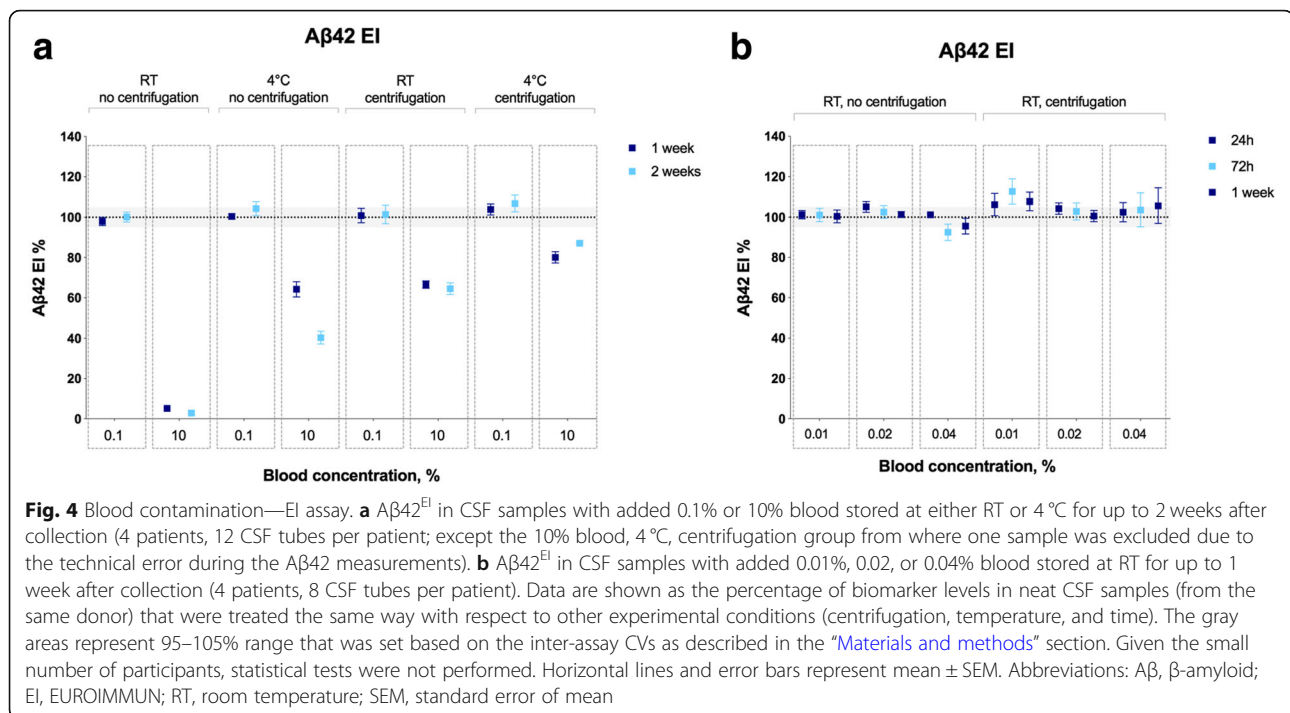 a
Aβ42 EI
RT
no centrifugation
4°C
no centrifugation
RT
centrifugation
4°C
centrifugation
140
120
100
80
60
40
20
0
Aβ42 EI %
0.1
10
0.1
10
0.1
10
0.1
10
Blood concentration, %
1 week
2 weeks
b
Aβ42 EI
RT, no centrifugation
RT, centrifugation
140
120
100
80
60
40
20
0
Aβ42 EI %
0.01
0.02
0.04
0.01
0.02
0.04
Blood concentration, %
24h
72h
1 week
Fig. 4 Blood contamination—EI assay. a Aβ42EI in CSF samples with added 0.1% or 10% blood stored at either RT or 4 °C for up to 2 weeks after
collection (4 patients, 12 CSF tubes per patient; except the 10% blood, 4 °C, centrifugation group from where one sample was excluded due to
the technical error during the Aβ42 measurements). b Aβ42EI in CSF samples with added 0.01%, 0.02, or 0.04% blood stored at RT for up to 1
week after collection (4 patients, 8 CSF tubes per patient). Data are shown as the percentage of biomarker levels in neat CSF samples (from the
same donor) that were treated the same way with respect to other experimental conditions (centrifugation, temperature, and time). The gray
areas represent 95–105% range that was set based on the inter-assay CVs as described in the “Materials and methods” section. Given the small
number of participants, statistical tests were not performed. Horizontal lines and error bars represent mean ± SEM. Abbreviations: Aβ, β-amyloid;
EI, EUROIMMUN; RT, room temperature; SEM, standard error of mean